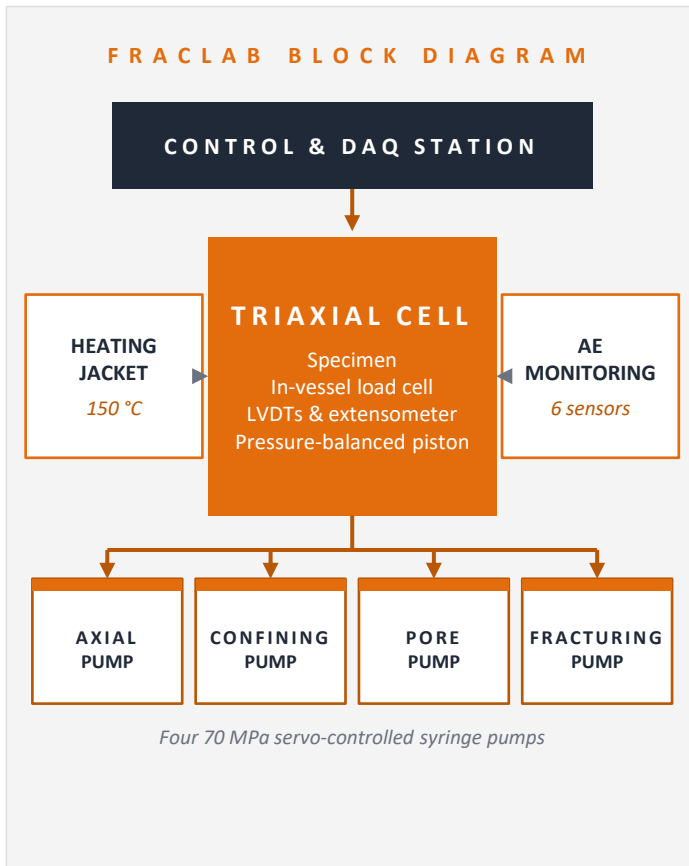 FRACLAB BLOCK DIAGRAM
CONTROL & DAQ STATION
TRIAXIAL CELL
Specimen
In-vessel load cell
LVDTs & extensometer
Pressure-balanced piston
HEATING
JACKET
150 °C
AE
MONITORING
6 sensors
AXIAL
PUMP
CONFINING
PUMP
PORE
PUMP
FRACTURING
PUMP
Four 70 MPa servo-controlled syringe pumps